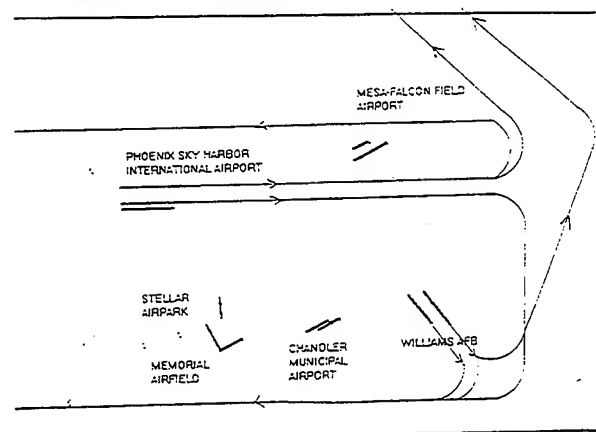 MESA-FALCON FIELD
AIRPORT
PHOENIX SKY HARBOR
INTERNATIONAL AIRPORT
STELLAR
AIRPARK
MEMORIAL
AIRFIELD
CHANDLER
MUNICIPAL
AIRPORT
WILLIAMS AFB